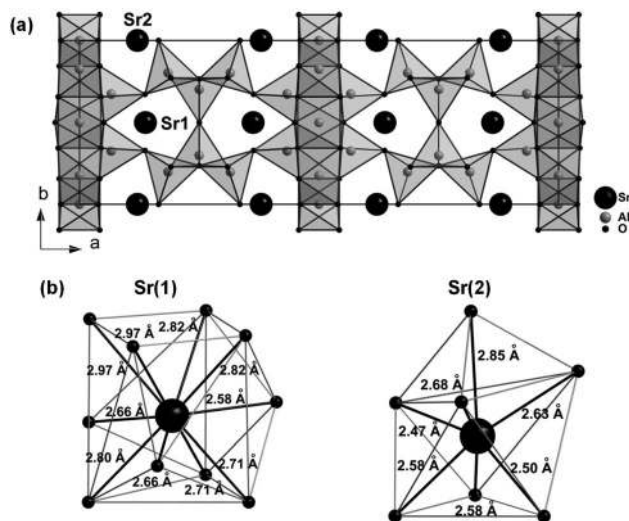 (a)
Sr2
Sr1
b
a
Sr
Al
O
(b)
Sr(1)
2.97 Å
2.82 Å
2.97 Å
2.82 Å
2.66 Å
2.58 Å
2.80 Å
2.71 Å
2.66 Å
2.71 Å
Sr(2)
2.85 Å
2.68 Å
2.63 Å
2.47 Å
2.58 Å
2.50 Å
2.58 Å